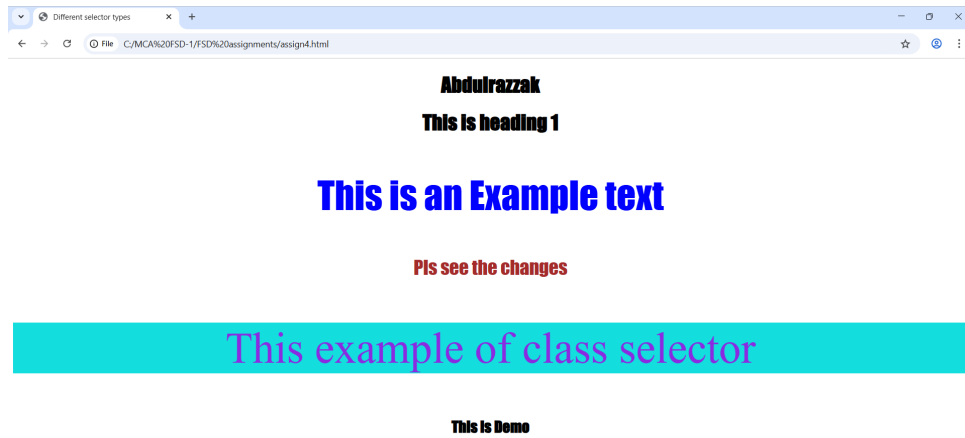 Different selector types
File C:/MCA%20FSD-1/FSD%20assignments/assign4.html
Abdulrazzak
This is heading 1
This is an Example text
Pls see the changes
This example of class selector
This is Demo